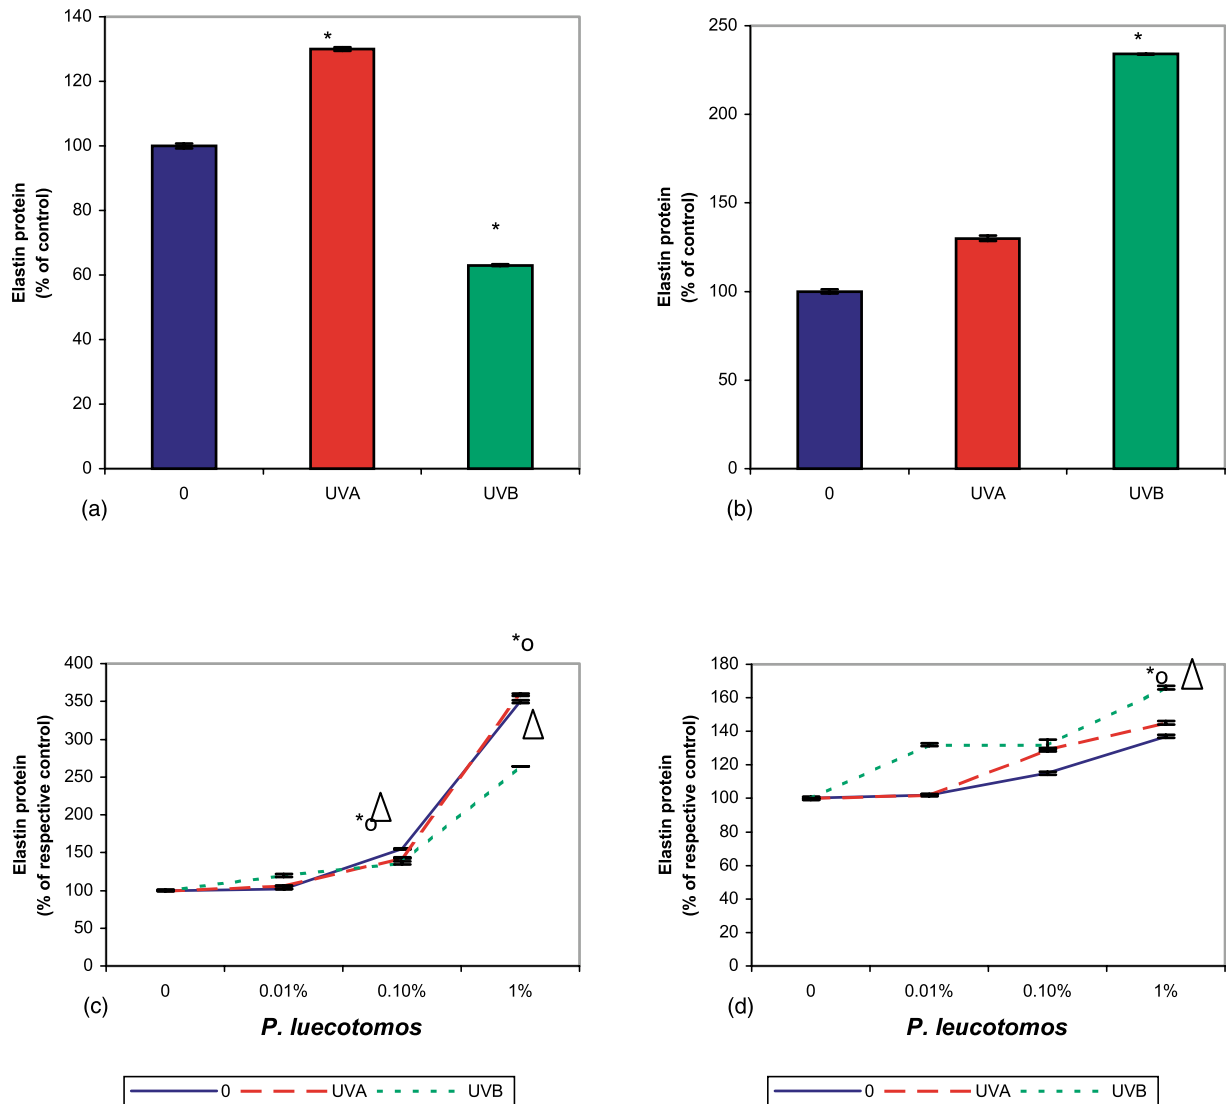 140
120
100
80
60
40
20
0
Elastin protein
(% of control)
*
*
0 UVA UVB
(a)
250
200
150
100
50
0
Elastin protein
(% of control)
*
0 UVA UVB
(b)
*o
400
350
300
250
200
150
100
50
0
Elastin protein
(% of respective control)
*o
0 0.01% 0.10% 1%
(c)
P. luecotomos
0 UVA UVB
180
160
140
120
100
80
60
40
20
0
Elastin protein
(% of respective control)
*o
0 0.01% 0.10% 1%
(d)
P. leucotomos
0 UVA UVB